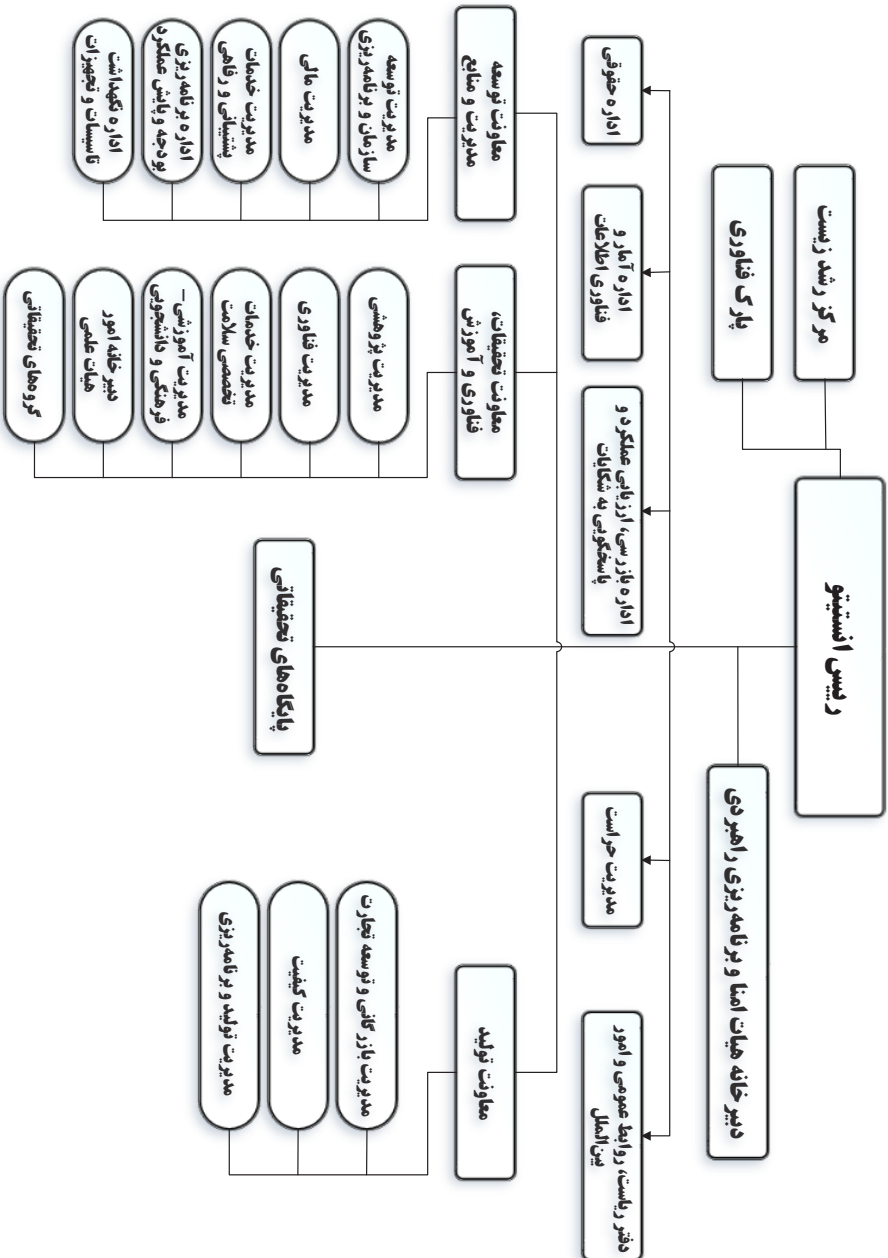 رییس انستیتو
دبیرخانه هیات امنا و برنامه‌ریزی راهبردی
مرکز رشد زیست
پارک فناوری
دفتر ریاست، روابط عمومی و امور
بین‌الملل
مدیریت حراست
اداره بازرسی، ارزیابی عملکرد و
پاسخگویی به شکایات
اداره آمار و
فناوری اطلاعات
اداره حقوقی
معاونت تولید
مدیریت بازرگانی و توسعه تجارت
مدیریت کیفیت
مدیریت تولید و برنامه‌ریزی
پایگاه‌های تحقیقاتی
معاونت تحقیقات،
فناوری و آموزش
مدیریت پژوهشی
مدیریت فناوری
مدیریت خدمات
تخصصی سلامت
مدیریت آموزشی –
فرهنگی و دانشجویی
دبیرخانه امور
هیات علمی
گروه‌های تحقیقاتی
معاونت توسعه
مدیریت و منابع
مدیریت توسعه
سازمان و برنامه‌ریزی
مدیریت مالی
مدیریت خدمات
پشتیبانی و رفاهی
اداره برنامه‌ریزی
بودجه و پایش عملکرد
اداره نگهداشت
تاسیسات و تجهیزات